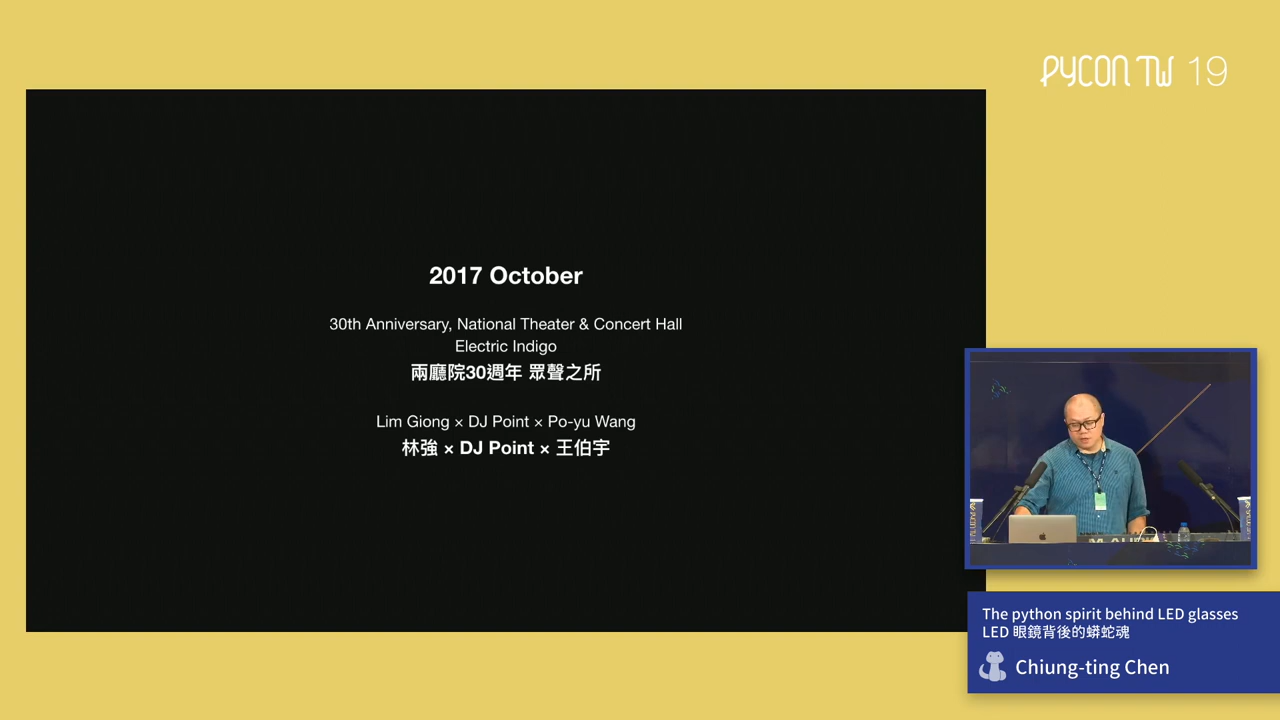 PYCON TW 19
2017 October
30th Anniversary, National Theater & Concert Hall
Electric Indigo
兩廳院30週年 眾聲之所
Lim Giong × DJ Point × Po-yu Wang
林強 × DJ Point × 王伯宇
The python spirit behind LED glasses
LED 眼鏡背後的蟒蛇魂
Chiung-ting Chen